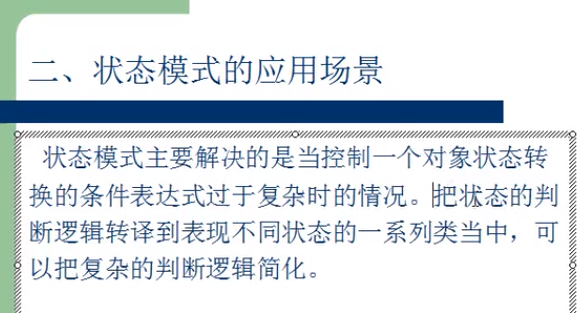 二、状态模式的应用场景
状态模式主要解决的是当控制一个对象状态转
换的条件表达式过于复杂时的情况。把状态的判
断逻辑转译到表现不同状态的一系列类当中，可
以把复杂的判断逻辑简化。